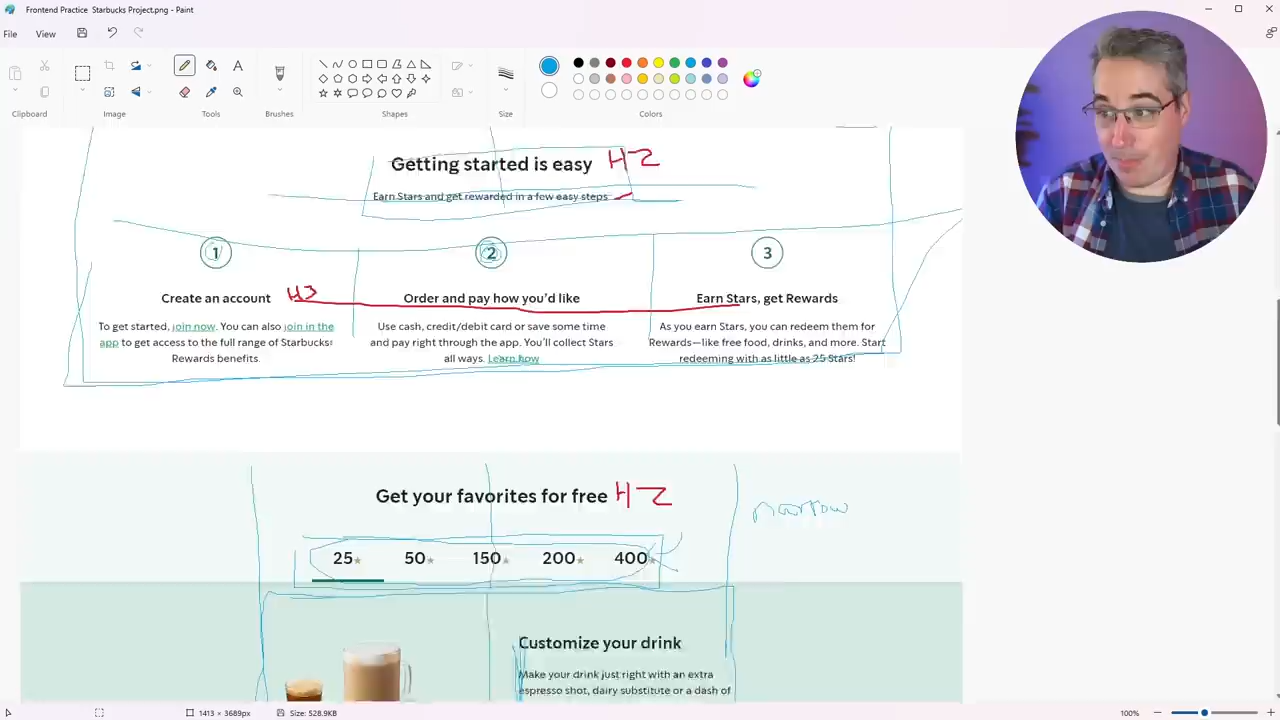 Frontend Practice Starbucks Project.png - Paint
File View
Clipboard Image Tools Brushes Shapes Size Colors
Getting started is easy H2
Earn Stars and get rewarded in a few easy steps
1
Create an account H3
To get started, join now. You can also join in the
app to get access to the full range of Starbucks®
Rewards benefits.
2
Order and pay how you'd like
Use cash, credit/debit card or save some time
and pay right through the app. You'll collect Stars
all ways. Learn how
3
Earn Stars, get Rewards
As you earn Stars, you can redeem them for
Rewards—like free food, drinks, and more. Start
redeeming with as little as 25 Stars!
Get your favorites for free H2
narrow
25★ 50★ 150★ 200★ 400★
Customize your drink
Make your drink just right with an extra
espresso shot, dairy substitute or a dash of
1413 × 3689px Size: 528.9KB 100%